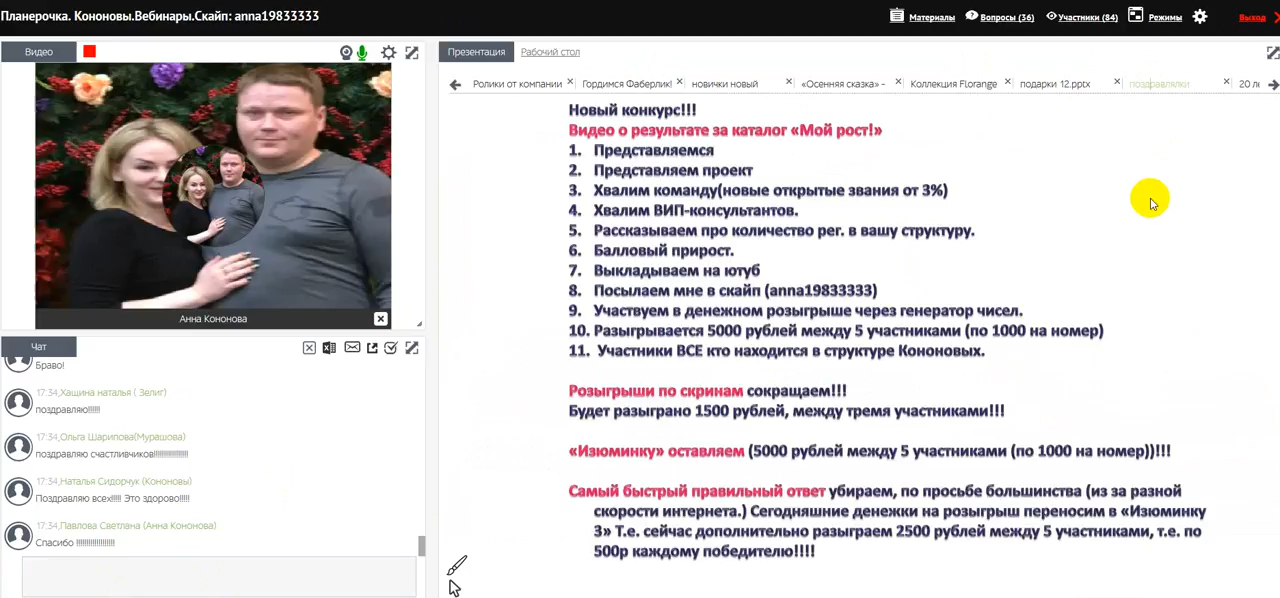 Планерочка. Кононовы.Вебинары.Скайп: anna19833333
Материалы
Вопросы (36)
Участники (84)
Режимы
Выход
Видео
Анна Кононова
Чат
Браво!
17:34,Хащина наталья ( Зелиг)
поздравляю!!!!!!
17:34,Ольга Шарипова(Мурашова)
поздравляю счастливчиков!!!!!!!!!!!!!!!!!
17:34,Наталья Сидорчук (Кононовы)
Поздравляю всех!!!!! Это здорово!!!!!
17:34,Павлова Светлана (Анна Кононова)
Спасибо !!!!!!!!!!!!!!!!!!!
Презентация
Рабочий стол
Ролики от компании
Гордимся Фаберлик!
новички новый
«Осенняя сказка» -
Коллекция Florange
подарки 12.pptx
поздравлялки
20 ле
Новый конкурс!!!
Видео о результате за каталог «Мой рост!»
1. Представляемся
2. Представляем проект
3. Хвалим команду(новые открытые звания от 3%)
4. Хвалим ВИП-консультантов.
5. Рассказываем про количество рег. в вашу структуру.
6. Балловый прирост.
7. Выкладываем на ютуб
8. Посылаем мне в скайп (anna19833333)
9. Участвуем в денежном розыгрыше через генератор чисел.
10. Разыгрывается 5000 рублей между 5 участниками (по 1000 на номер)
11. Участники ВСЕ кто находится в структуре Кононовых.
Розыгрыши по скринам сокращаем!!!
Будет разыграно 1500 рублей, между тремя участниками!!!
«Изюминку» оставляем (5000 рублей между 5 участниками (по 1000 на номер))!!!
Самый быстрый правильный ответ убираем, по просьбе большинства (из за разной
скорости интернета.) Сегодняшние денежки на розыгрыш переносим в «Изюминку
3» Т.е. сейчас дополнительно разыграем 2500 рублей между 5 участниками, т.е. по
500р каждому победителю!!!!